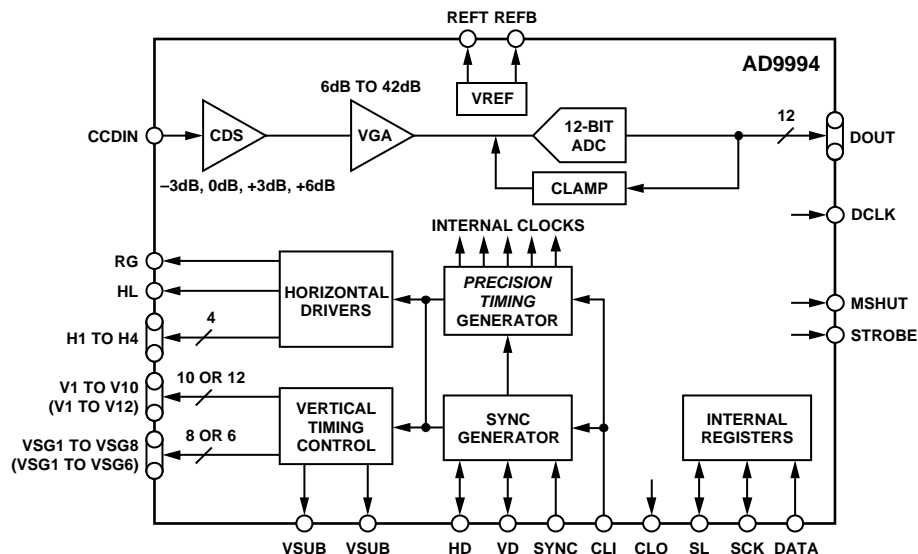 REFT REFB
AD9994
6dB TO 42dB
VREF
12
CCDIN
CDS
VGA
12-BIT
ADC
DOUT
–3dB, 0dB, +3dB, +6dB
CLAMP
DCLK
INTERNAL CLOCKS
RG
HL
HORIZONTAL
DRIVERS
PRECISION
TIMING
GENERATOR
MSHUT
STROBE
H1 TO H4
4
V1 TO V10
(V1 TO V12)
10 OR 12
VERTICAL
TIMING
CONTROL
SYNC
GENERATOR
INTERNAL
REGISTERS
VSG1 TO VSG8
(VSG1 TO VSG6)
8 OR 6
VSUB VSUB HD VD SYNC CLI CLO SL SCK DATA